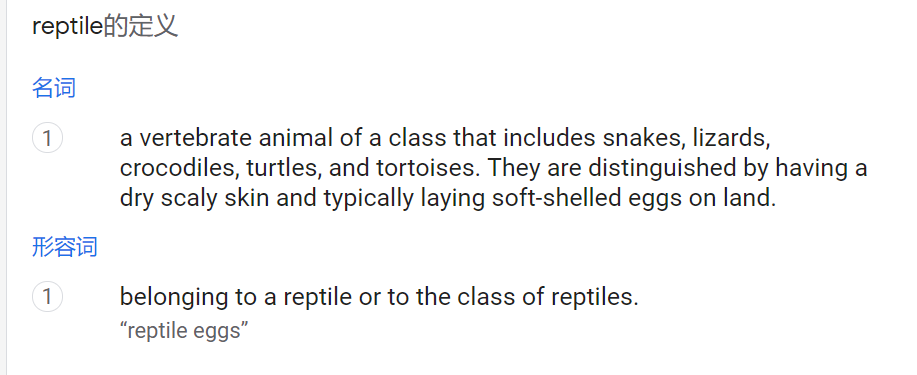 reptile的定义
名词
1
a vertebrate animal of a class that includes snakes, lizards,
crocodiles, turtles, and tortoises. They are distinguished by having a
dry scaly skin and typically laying soft-shelled eggs on land.
形容词
1
belonging to a reptile or to the class of reptiles.
“reptile eggs”